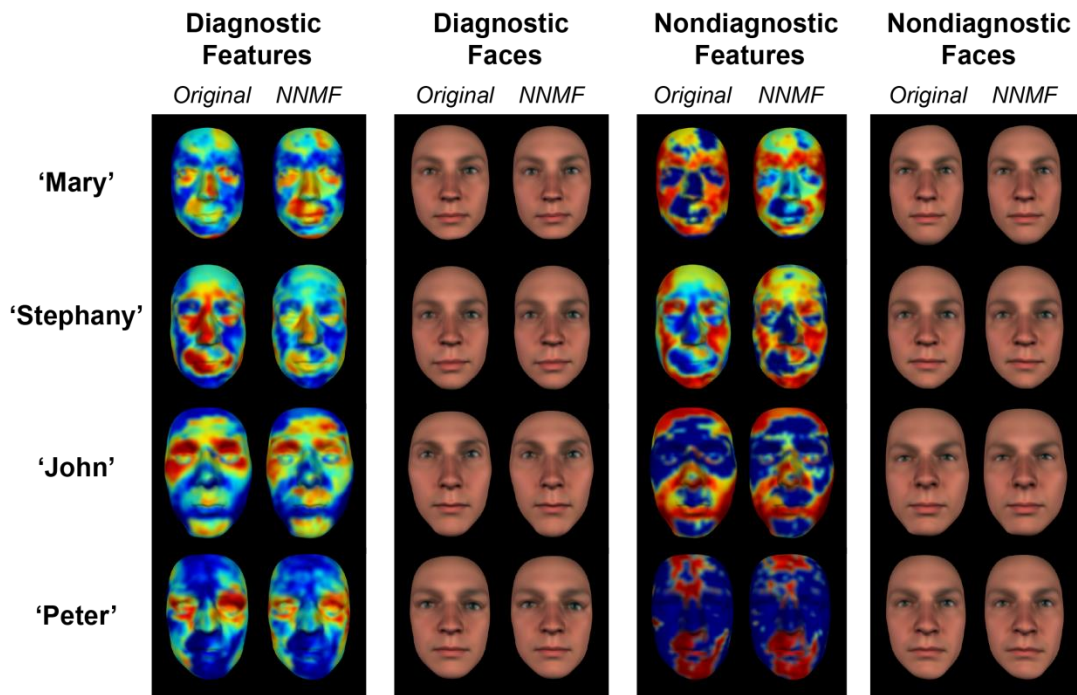 Diagnostic Features
Diagnostic Faces
Nondiagnostic Features
Nondiagnostic Faces
Original NNMF Original NNMF Original NNMF Original NNMF
‘Mary’
‘Stephany’
‘John’
‘Peter’